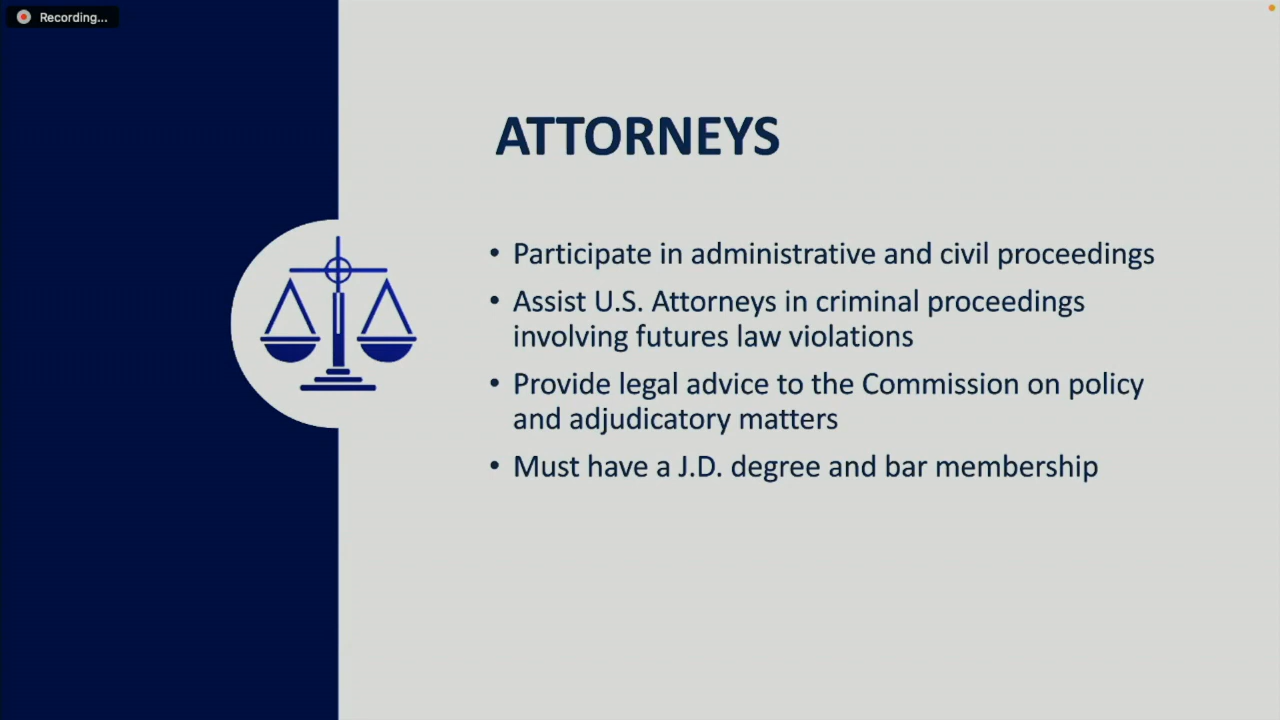 Recording...
ATTORNEYS
• Participate in administrative and civil proceedings
• Assist U.S. Attorneys in criminal proceedings
involving futures law violations
• Provide legal advice to the Commission on policy
and adjudicatory matters
• Must have a J.D. degree and bar membership